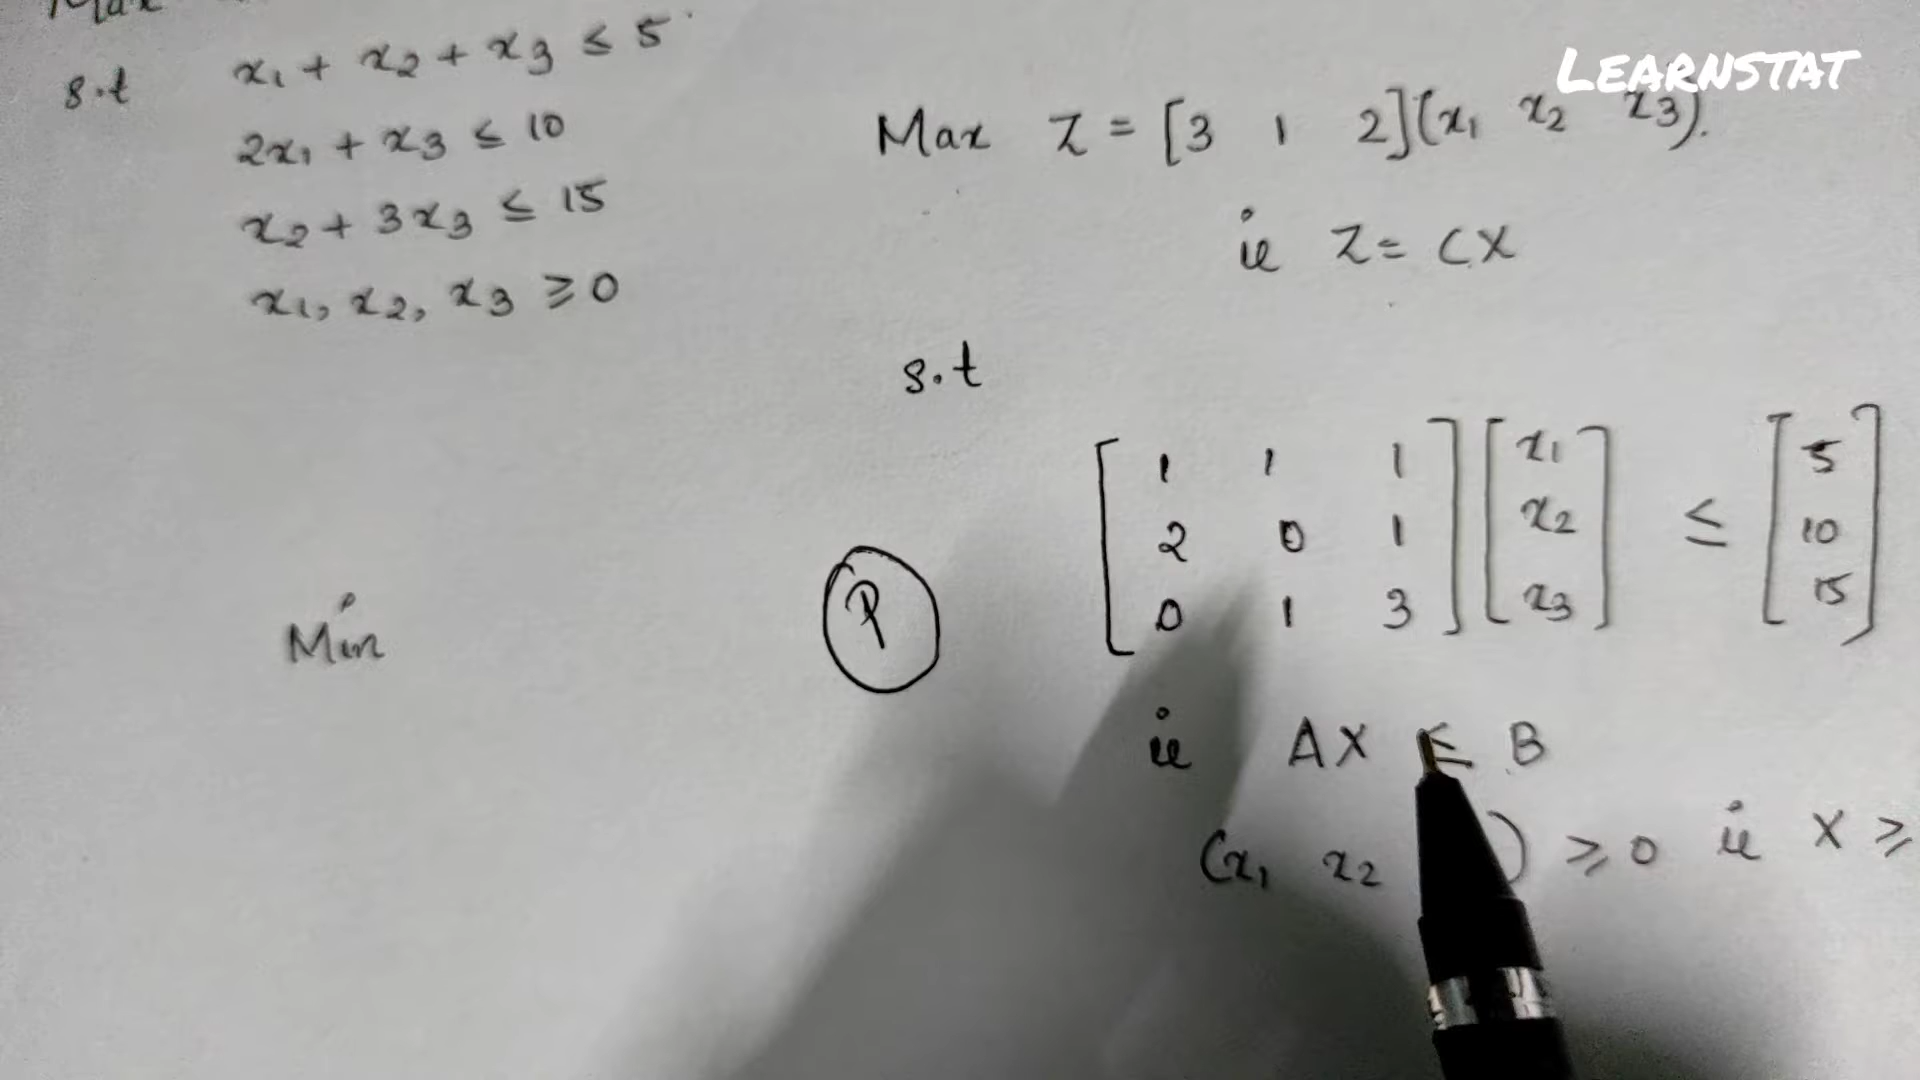 Max
s.t x₁ + x₂ + x₃ ≤ 5
2x₁ + x₃ ≤ 10
x₂ + 3x₃ ≤ 15
x₁, x₂, x₃ ≥ 0
Min
LEARNSTAT
Max Z = [3 1 2](x₁ x₂ x₃).
ie Z = CX
s.t
P
[1 1 1] [x₁] [5]
[2 0 1] [x₂] ≤ [10]
[0 1 3] [x₃] [15]
ie AX ≤ B
(x₁ x₂ ) ≥ 0 ie X ≥